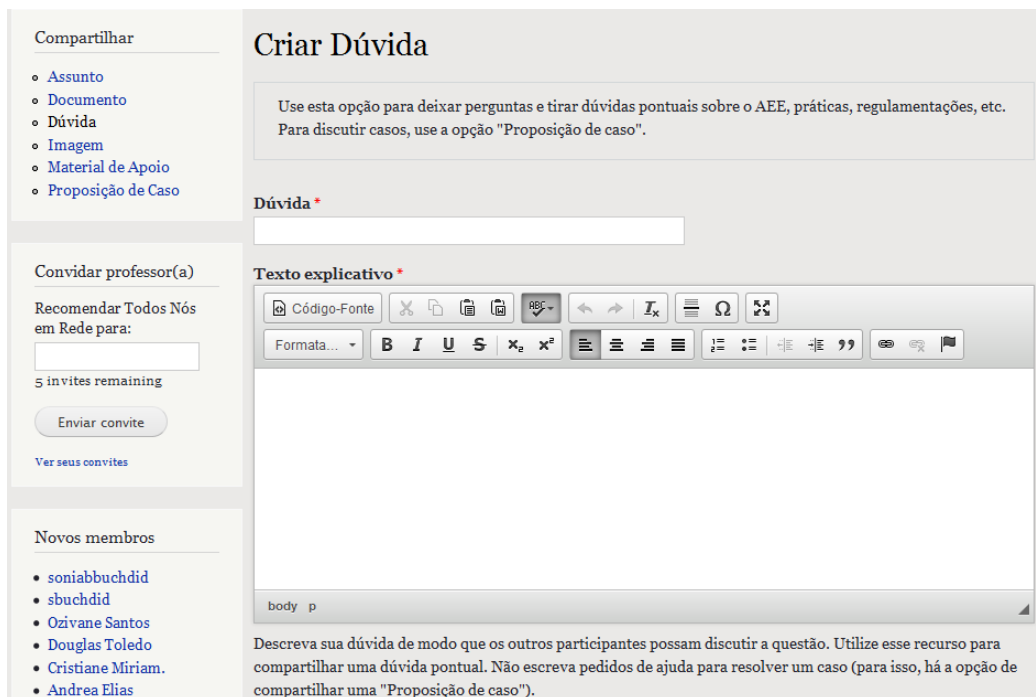 Compartilhar
Assunto
Documento
Dúvida
Imagem
Material de Apoio
Proposição de Caso
Convidar professor(a)
Recomendar Todos Nós
em Rede para:
5 invites remaining
Enviar convite
Ver seus convites
Novos membros
soniabbuchdid
sbuchdid
Ozivane Santos
Douglas Toledo
Cristiane Miriam.
Andrea Elias
Criar Dúvida
Use esta opção para deixar perguntas e tirar dúvidas pontuais sobre o AEE, práticas, regulamentações, etc.
Para discutir casos, use a opção "Proposição de caso".
Dúvida *
Texto explicativo *
Código-Fonte ABC Ix Ω
Formata... B I U S x₂ x² ”
body p
Descreva sua dúvida de modo que os outros participantes possam discutir a questão. Utilize esse recurso para
compartilhar uma dúvida pontual. Não escreva pedidos de ajuda para resolver um caso (para isso, há a opção de
compartilhar uma "Proposição de caso").